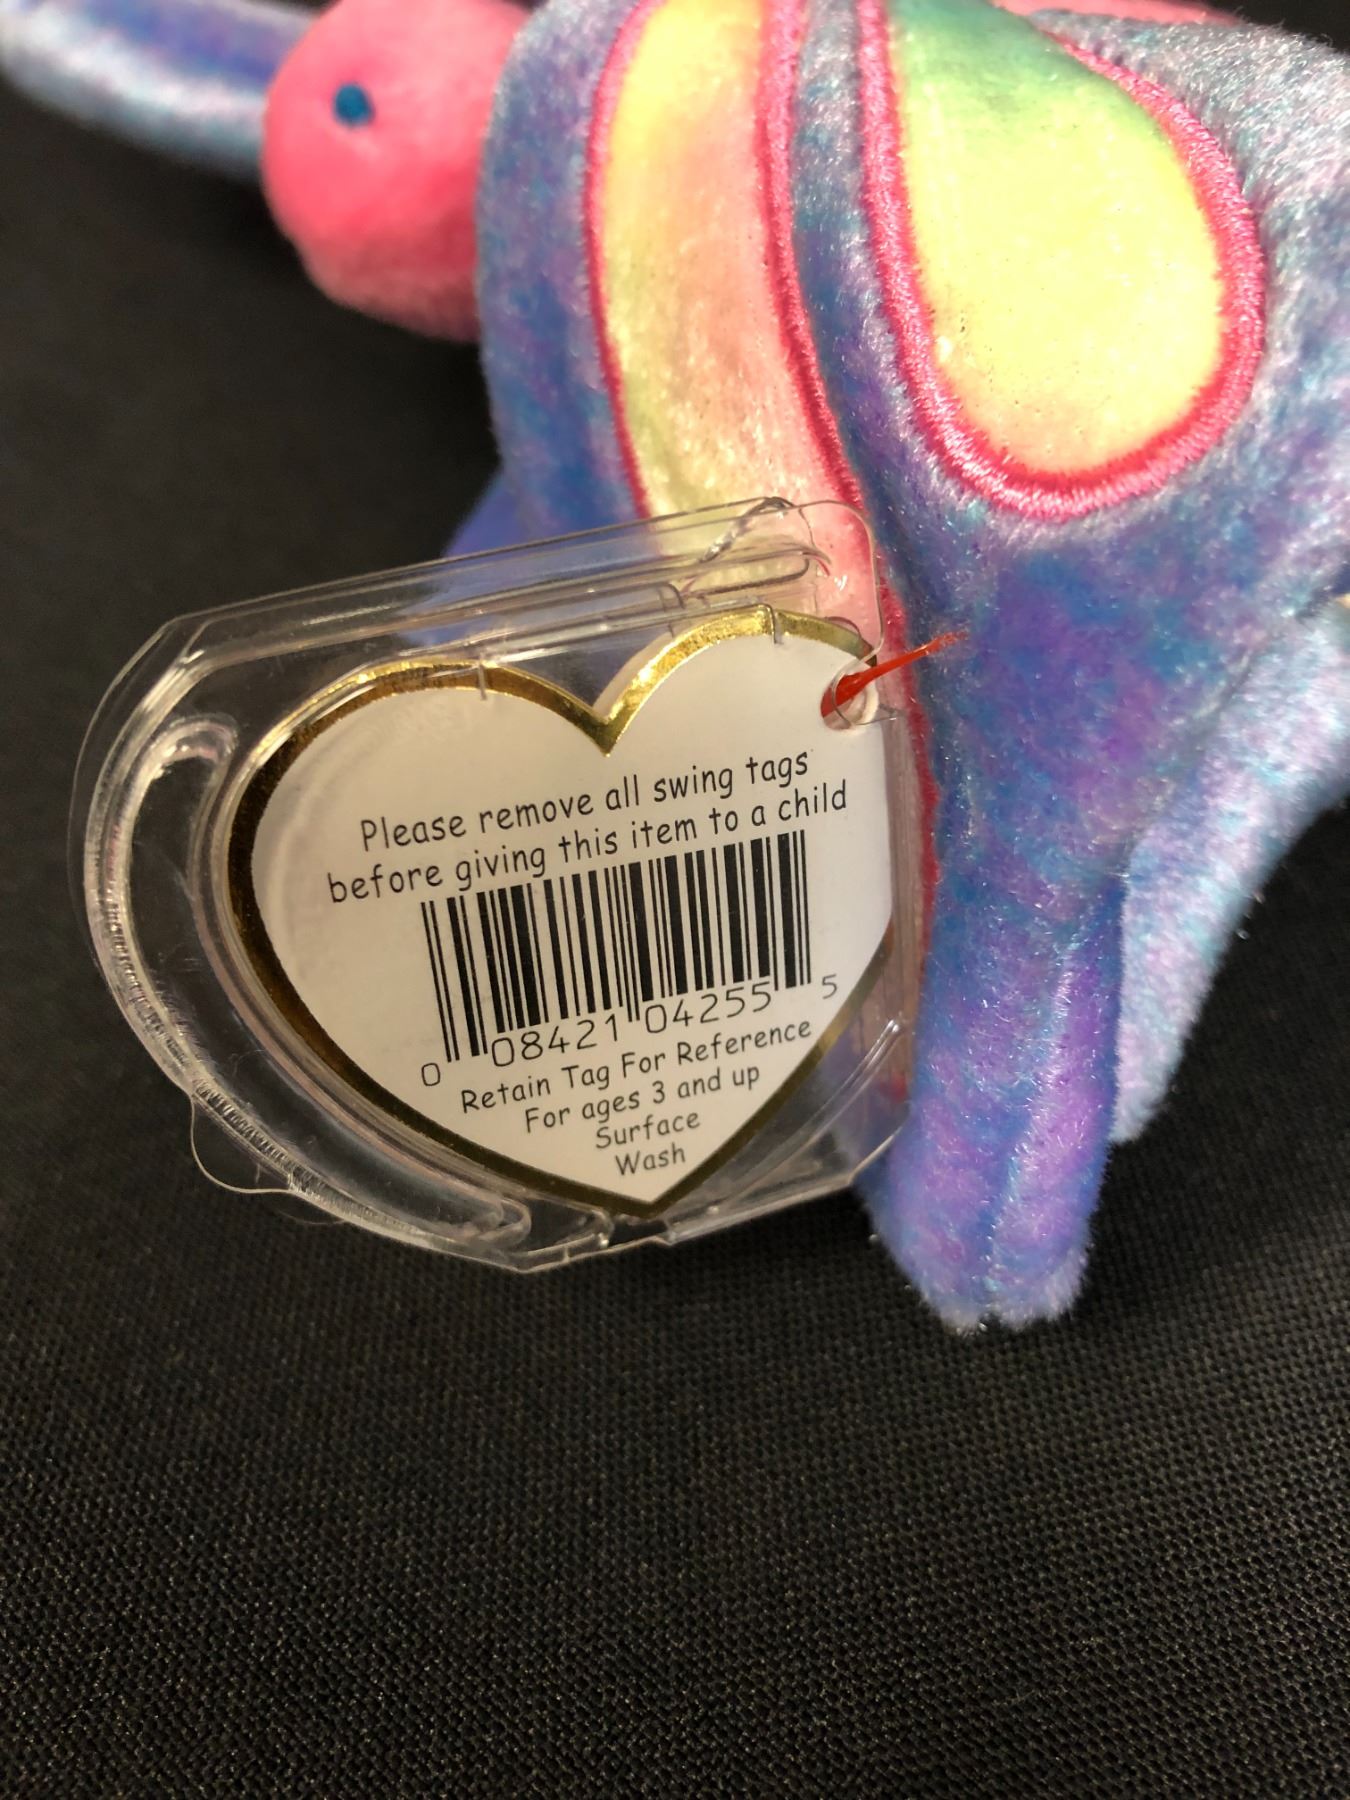 Please remove all swing tags
before giving this item to a child
0 08421 04255 5
Retain Tag For Reference
For ages 3 and up
Surface
Wash